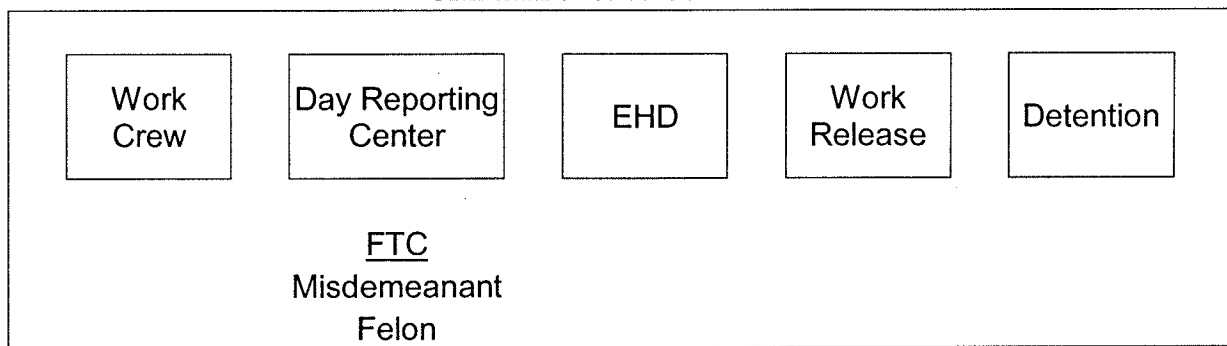 Work
Crew
Day Reporting
Center
EHD
Work
Release
Detention
FTC
Misdemeanant
Felon